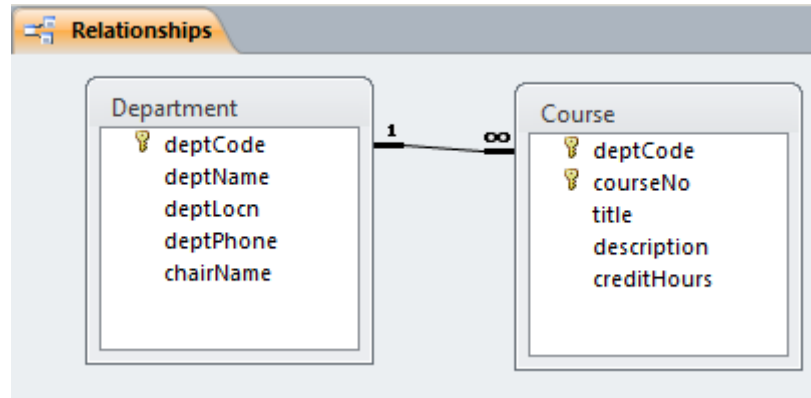 Relationships
Department
deptCode
deptName
deptLocn
deptPhone
chairName
1 ∞
Course
deptCode
courseNo
title
description
creditHours